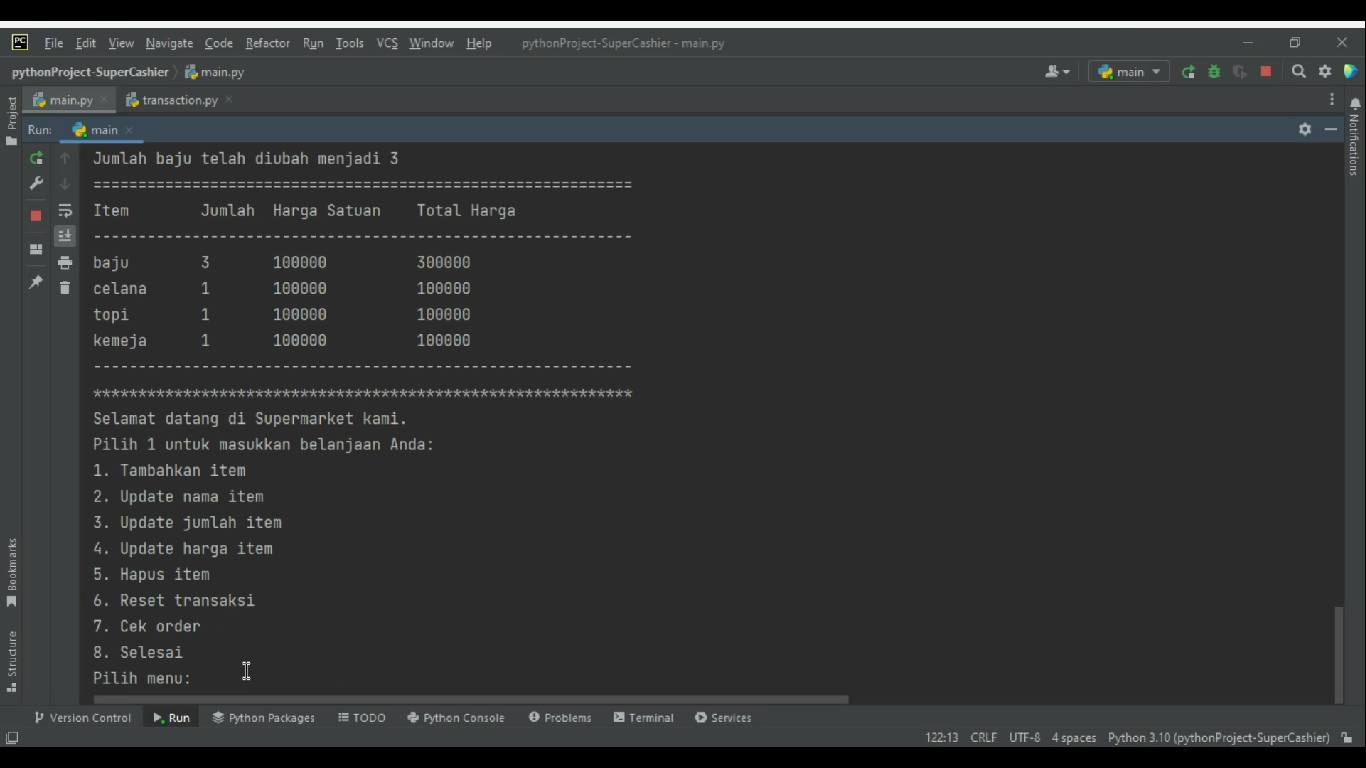 PC File Edit View Navigate Code Refactor Run Tools VCS Window Help pythonProject-SuperCashier - main.py
pythonProject-SuperCashier main.py main
main.py transaction.py
Run: main
Project
Notifications
Jumlah baju telah diubah menjadi 3
============================================================
Item Jumlah Harga Satuan Total Harga
------------------------------------------------------------
baju 3 100000 300000
celana 1 100000 100000
topi 1 100000 100000
kemeja 1 100000 100000
------------------------------------------------------------
************************************************************
Selamat datang di Supermarket kami.
Pilih 1 untuk masukkan belanjaan Anda:
1. Tambahkan item
2. Update nama item
3. Update jumlah item
4. Update harga item
5. Hapus item
6. Reset transaksi
7. Cek order
8. Selesai
Pilih menu:
Bookmarks
Structure
Version Control Run Python Packages TODO Python Console Problems Terminal Services
122:13 CRLF UTF-8 4 spaces Python 3.10 (pythonProject-SuperCashier)